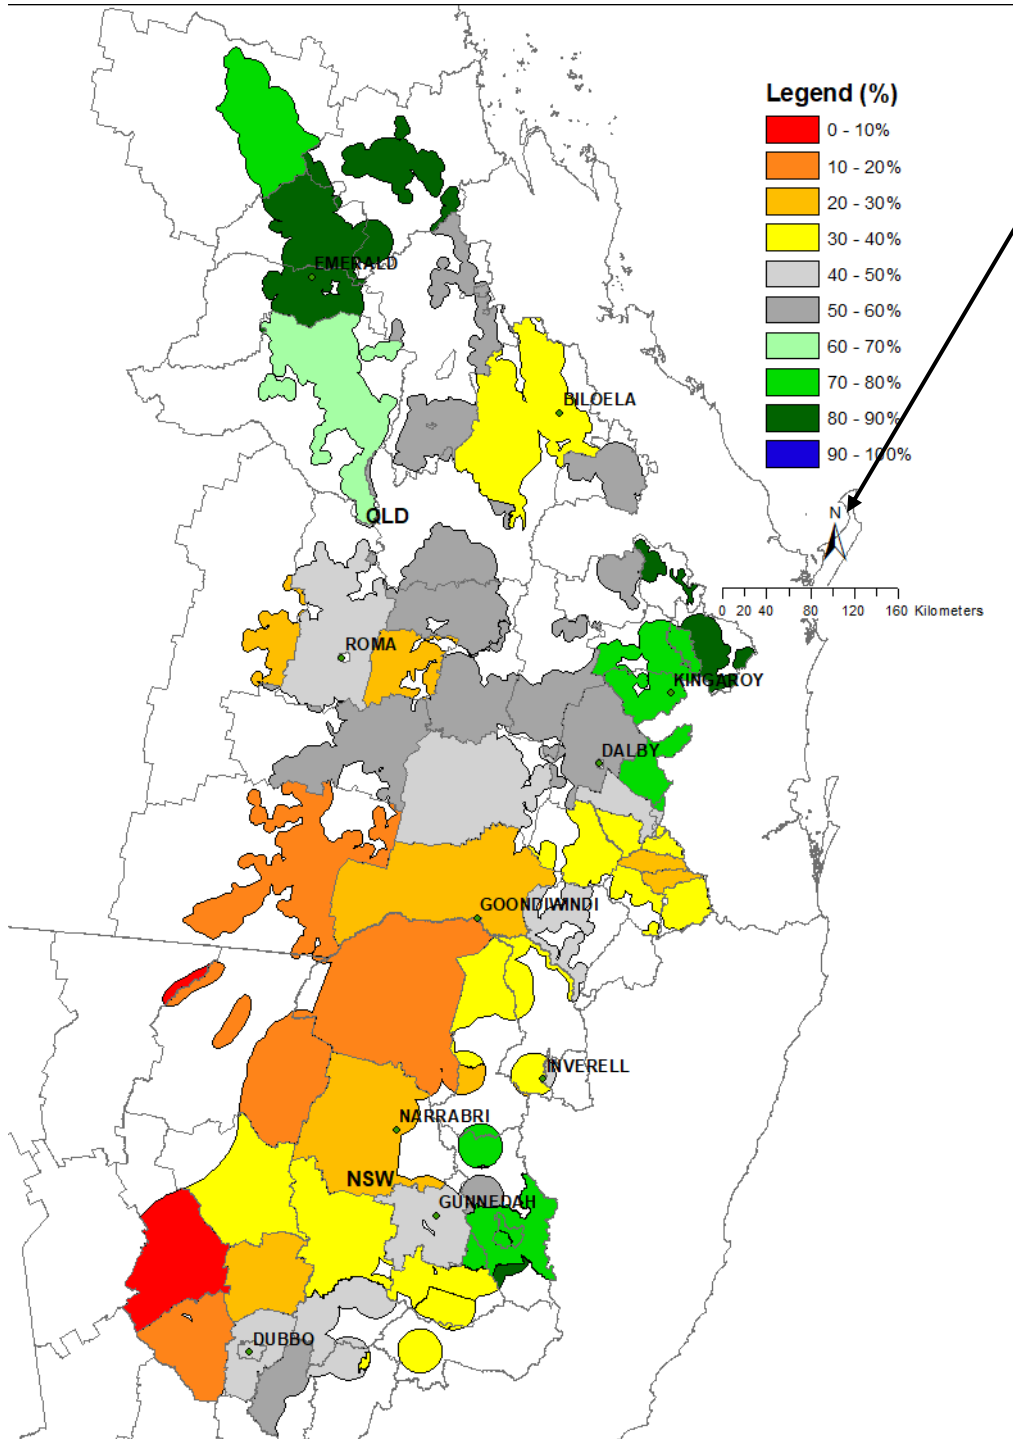 Legend (%)
0 - 10%
10 - 20%
20 - 30%
30 - 40%
40 - 50%
50 - 60%
60 - 70%
70 - 80%
80 - 90%
90 - 100%
EMERALD
BILOELA
QLD
N
0 20 40 80 120 160 Kilometers
ROMA
KINGAROY
DALBY
GOONDIWINDI
INVERELL
NARRABRI
NSW
GUNNEDAH
DUBBO